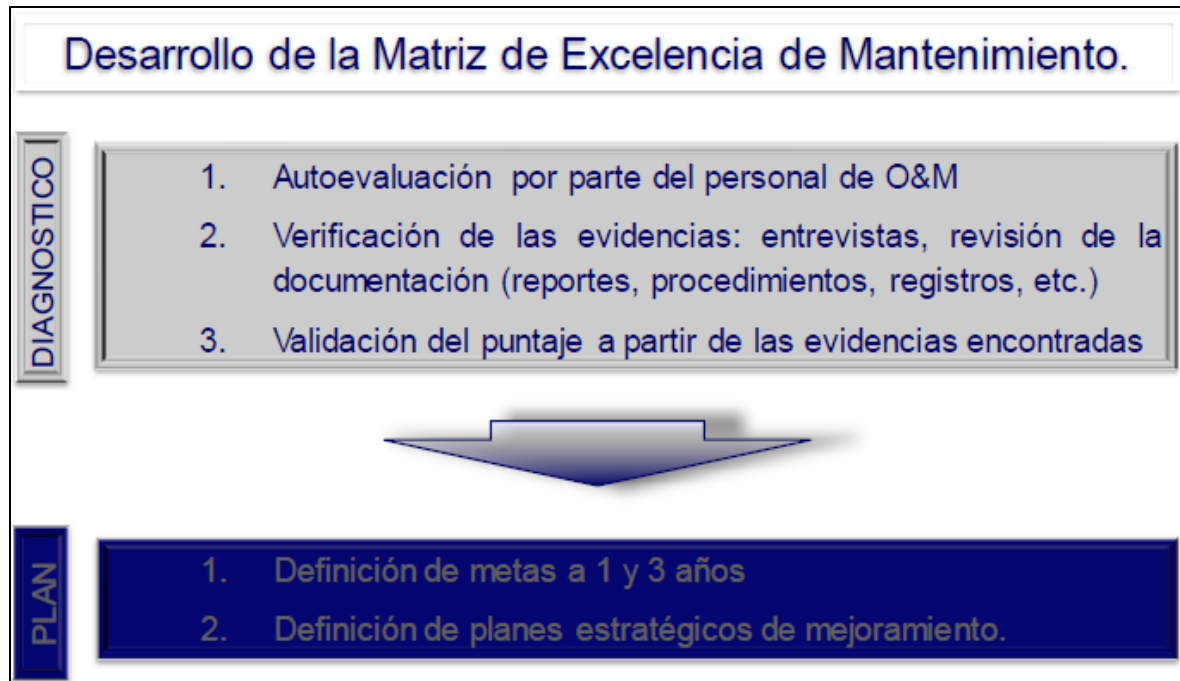 Desarrollo de la Matriz de Excelencia de Mantenimiento.
DIAGNOSTICO
1. Autoevaluación por parte del personal de O&M
2. Verificación de las evidencias: entrevistas, revisión de la
documentación (reportes, procedimientos, registros, etc.)
3. Validación del puntaje a partir de las evidencias encontradas
PLAN
1. Definición de metas a 1 y 3 años
2. Definición de planes estratégicos de mejoramiento.